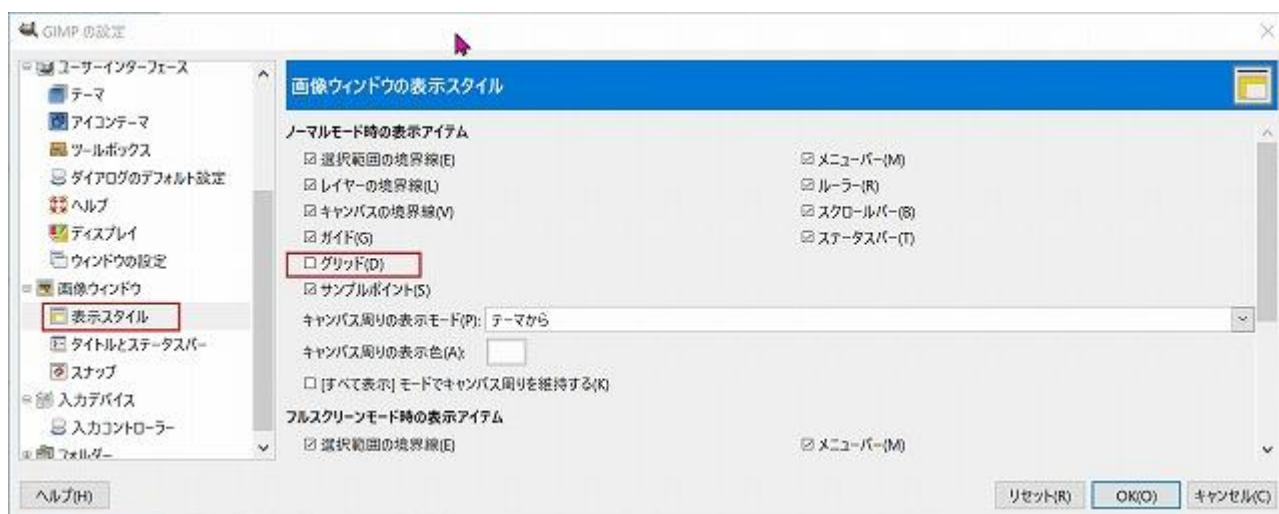 GIMP の設定
ユーザーインターフェース
テーマ
アイコンテーマ
ツールボックス
ダイアログのデフォルト設定
ヘルプ
ディスプレイ
ウィンドウの設定
画像ウィンドウ
表示スタイル
タイトルとステータスバー
スナップ
入力デバイス
入力コントローラー
フォルダー
画像ウィンドウの表示スタイル
ノーマルモード時の表示アイテム
選択範囲の境界線(E)
メニューバー(M)
レイヤーの境界線(L)
ルーラー(R)
キャンバスの境界線(V)
スクロールバー(B)
ガイド(G)
ステータスバー(T)
グリッド(D)
サンプルポイント(S)
キャンバス周りの表示モード(P): テーマから
キャンバス周りの表示色(A):
[すべて表示] モードでキャンバス周りを維持する(K)
フルスクリーンモード時の表示アイテム
選択範囲の境界線(E)
メニューバー(M)
ヘルプ(H)
リセット(R)
OK(O)
キャンセル(C)